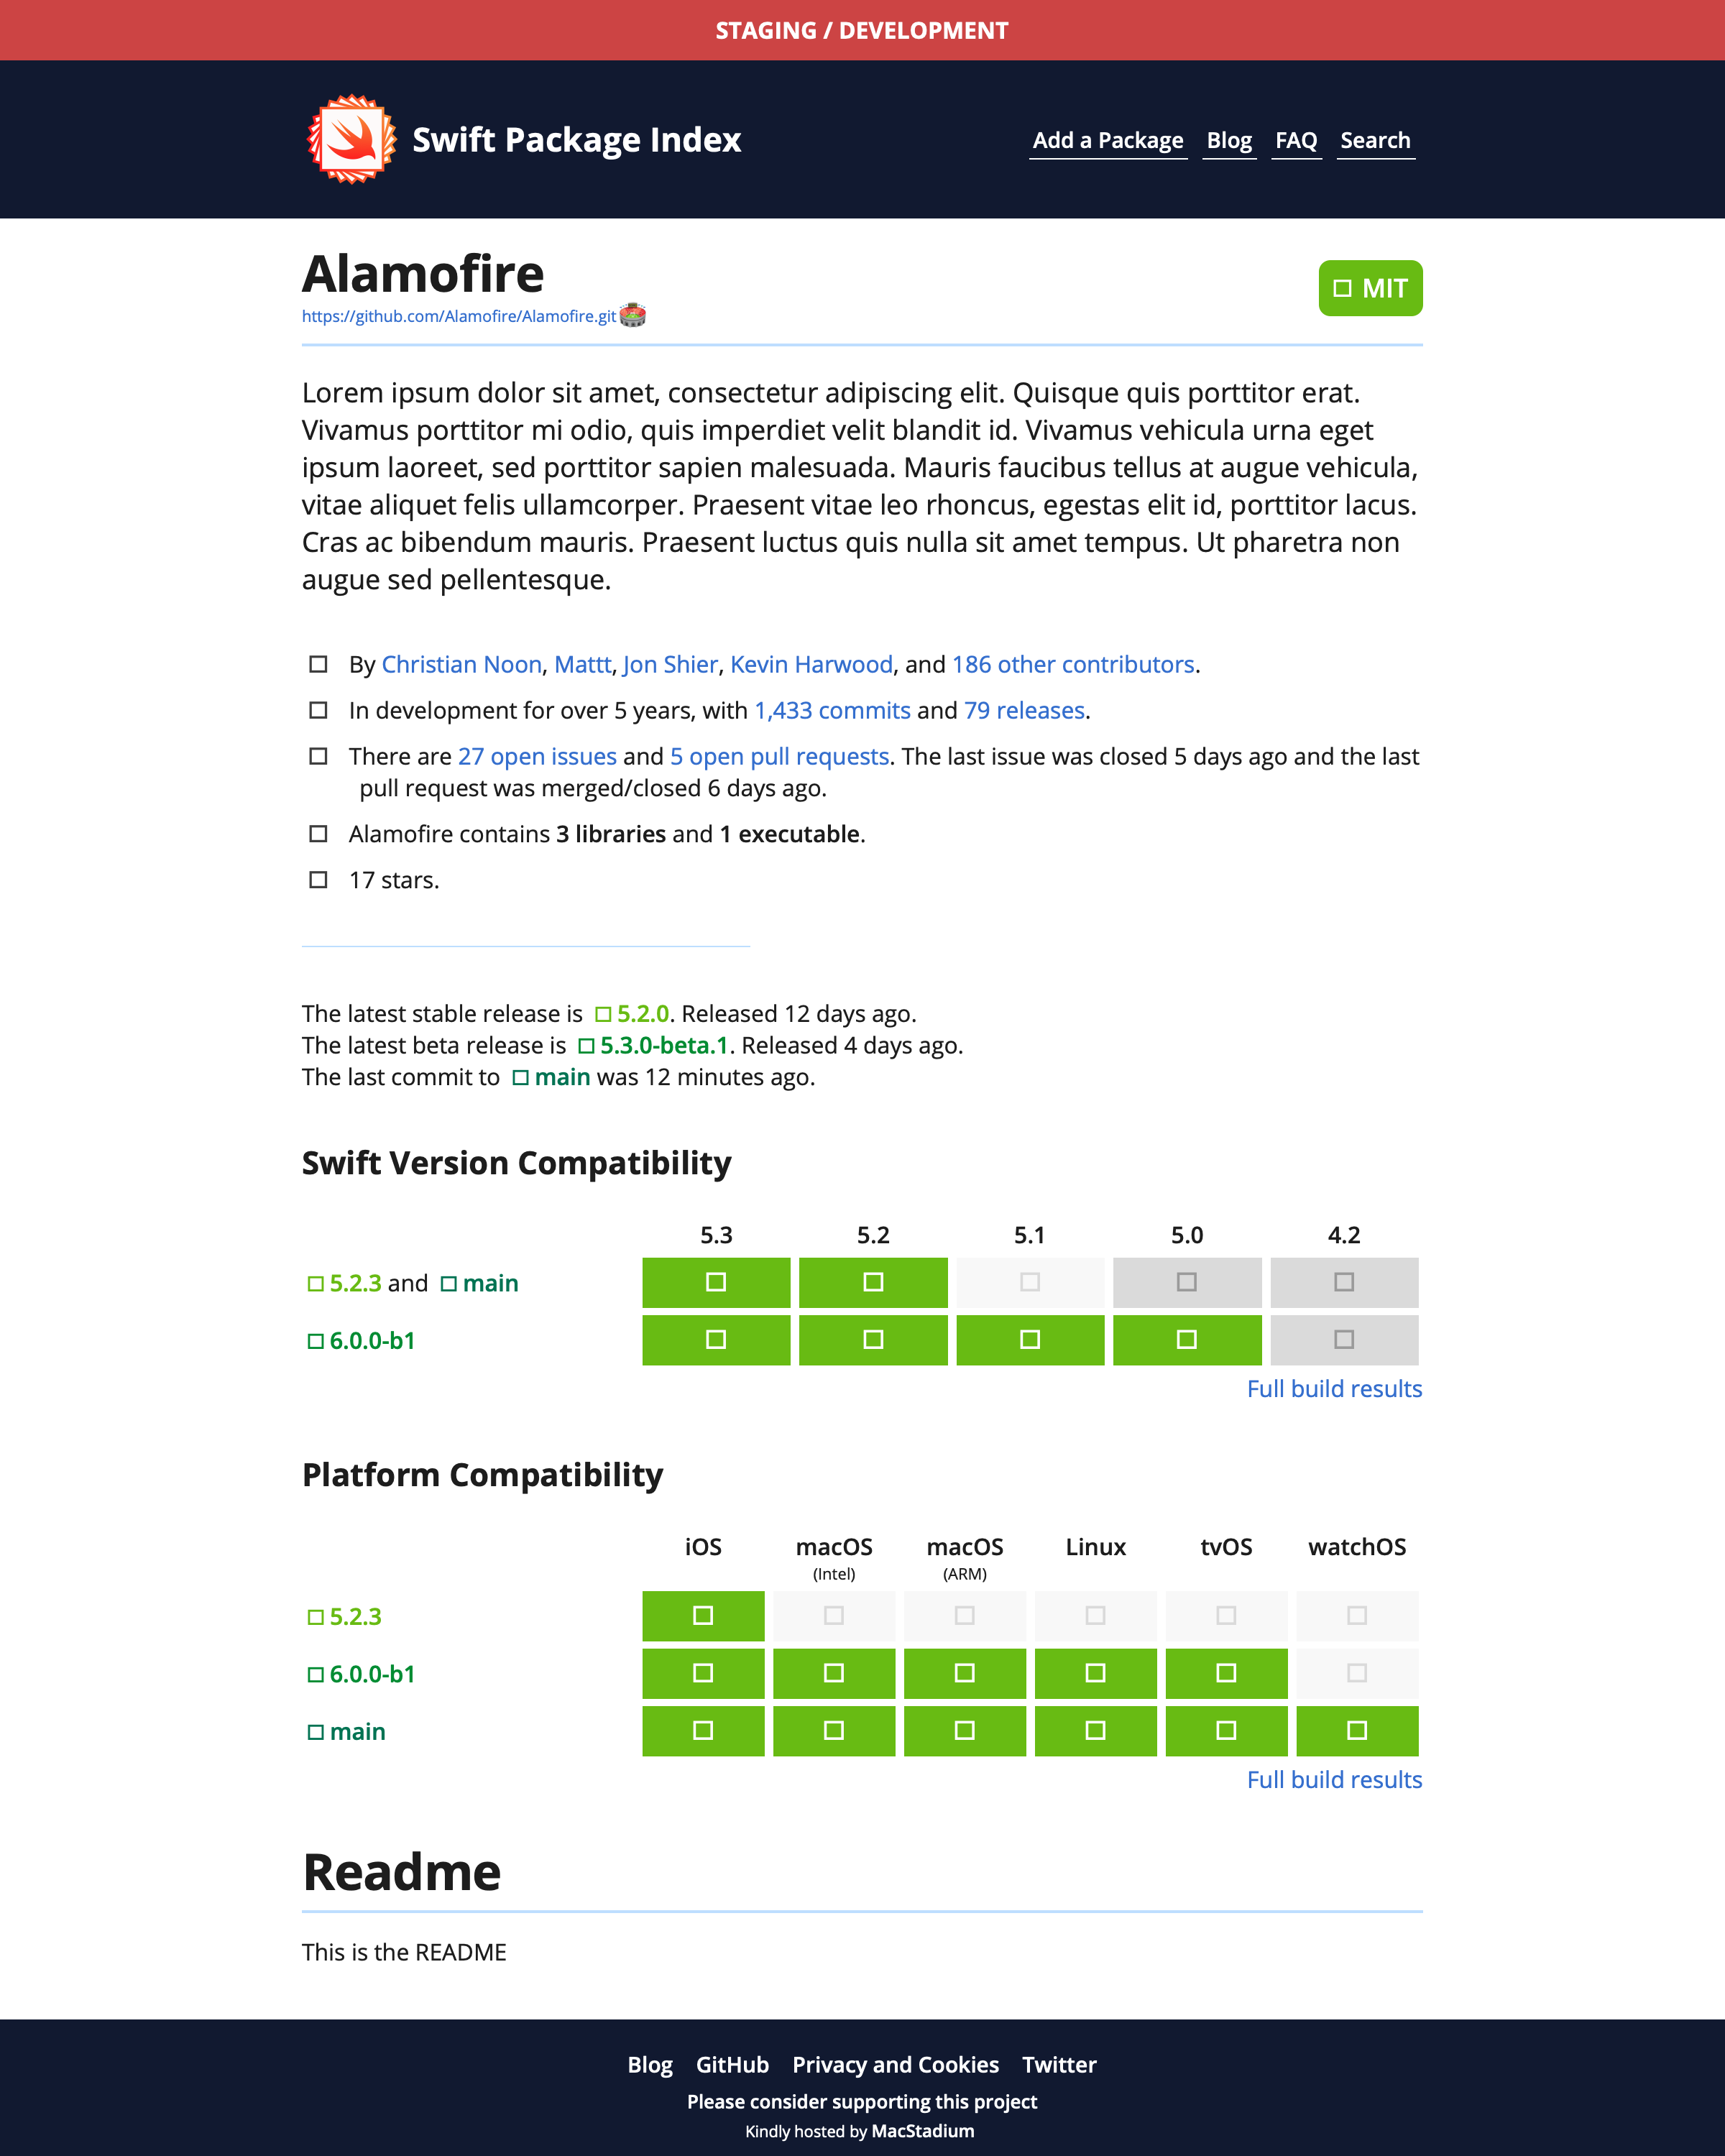 STAGING / DEVELOPMENT
Swift Package Index
Add a Package Blog FAQ Search
Alamofire
MIT
https://github.com/Alamofire/Alamofire.git
Lorem ipsum dolor sit amet, consectetur adipiscing elit. Quisque quis porttitor erat.
Vivamus porttitor mi odio, quis imperdiet velit blandit id. Vivamus vehicula urna eget
ipsum laoreet, sed porttitor sapien malesuada. Mauris faucibus tellus at augue vehicula,
vitae aliquet felis ullamcorper. Praesent vitae leo rhoncus, egestas elit id, porttitor lacus.
Cras ac bibendum mauris. Praesent luctus quis nulla sit amet tempus. Ut pharetra non
augue sed pellentesque.
By Christian Noon, Mattt, Jon Shier, Kevin Harwood, and 186 other contributors.
In development for over 5 years, with 1,433 commits and 79 releases.
There are 27 open issues and 5 open pull requests. The last issue was closed 5 days ago and the last
pull request was merged/closed 6 days ago.
Alamofire contains 3 libraries and 1 executable.
17 stars.
The latest stable release is 5.2.0. Released 12 days ago.
The latest beta release is 5.3.0-beta.1. Released 4 days ago.
The last commit to main was 12 minutes ago.
Swift Version Compatibility
5.3 5.2 5.1 5.0 4.2
5.2.3 and main
6.0.0-b1
Full build results
Platform Compatibility
iOS macOS macOS Linux tvOS watchOS
(Intel) (ARM)
5.2.3
6.0.0-b1
main
Full build results
Readme
This is the README
Blog GitHub Privacy and Cookies Twitter
Please consider supporting this project
Kindly hosted by MacStadium